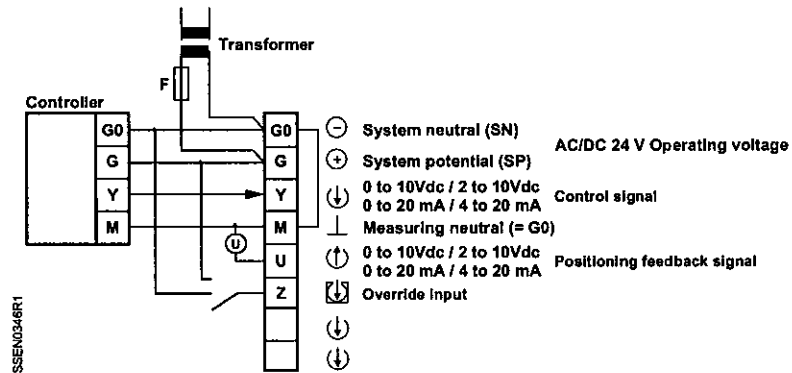 Transformer
F
Controller
G0
G
Y
M
G0
G
Y
M
U
Z
U
System neutral (SN)
System potential (SP)
AC/DC 24 V Operating voltage
0 to 10Vdc / 2 to 10Vdc
0 to 20 mA / 4 to 20 mA
Control signal
Measuring neutral (= G0)
0 to 10Vdc / 2 to 10Vdc
0 to 20 mA / 4 to 20 mA
Positioning feedback signal
Override input
SSEN0346R1